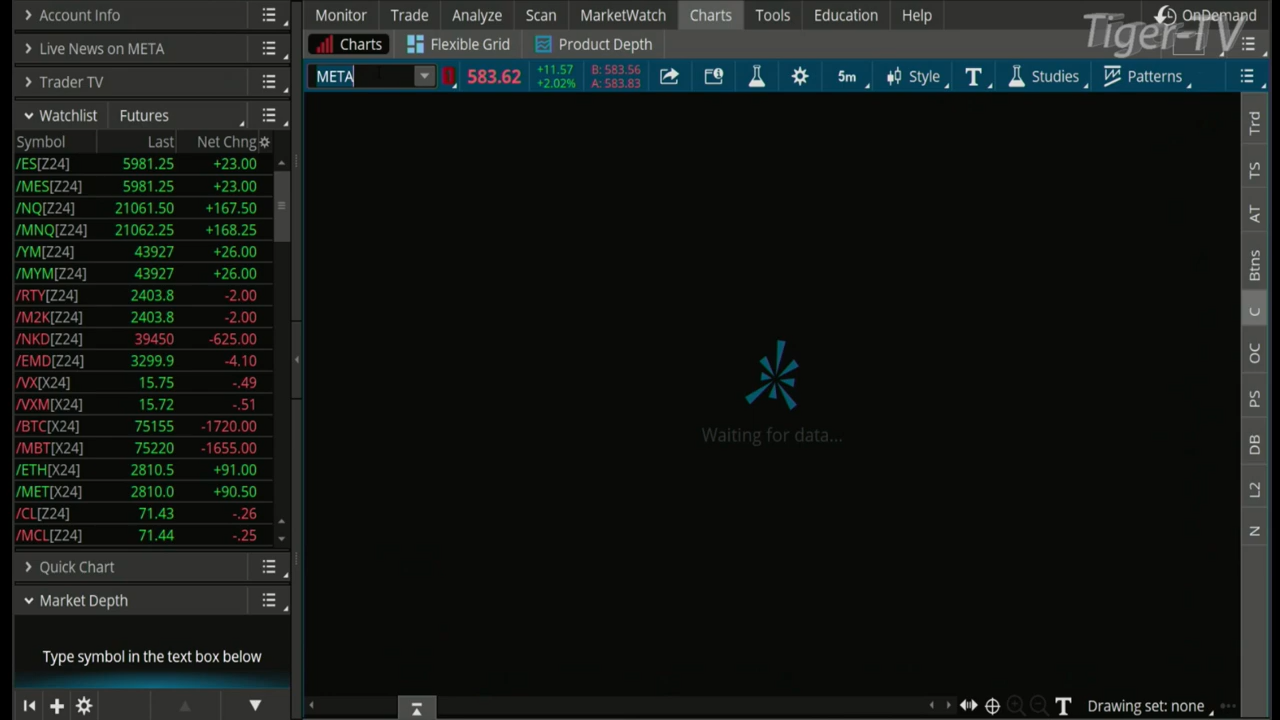 Account Info
Live News on META
Trader TV
Watchlist Futures
Symbol Last Net Chng
/ES[Z24] 5981.25 +23.00
/MES[Z24] 5981.25 +23.00
/NQ[Z24] 21061.50 +167.50
/MNQ[Z24] 21062.25 +168.25
/YM[Z24] 43927 +26.00
/MYM[Z24] 43927 +26.00
/RTY[Z24] 2403.8 -2.00
/M2K[Z24] 2403.8 -2.00
/NKD[Z24] 39450 -625.00
/EMD[Z24] 3299.9 -4.10
/VX[X24] 15.75 -.49
/VXM[X24] 15.72 -.51
/BTC[X24] 75155 -1720.00
/MBT[X24] 75220 -1655.00
/ETH[X24] 2810.5 +91.00
/MET[X24] 2810.0 +90.50
/CL[Z24] 71.43 -.26
/MCL[Z24] 71.44 -.25
Quick Chart
Market Depth
Type symbol in the text box below
Monitor Trade Analyze Scan MarketWatch Charts Tools Education Help OnDemand
Tiger-TV
Charts Flexible Grid Product Depth
META 583.62 +11.57 B: 583.56 5m Style T Studies Patterns
+2.02% A: 583.83
Waiting for data...
Trd
TS
AT
Btns
C
OC
PS
DB
L2
N
T Drawing set: none